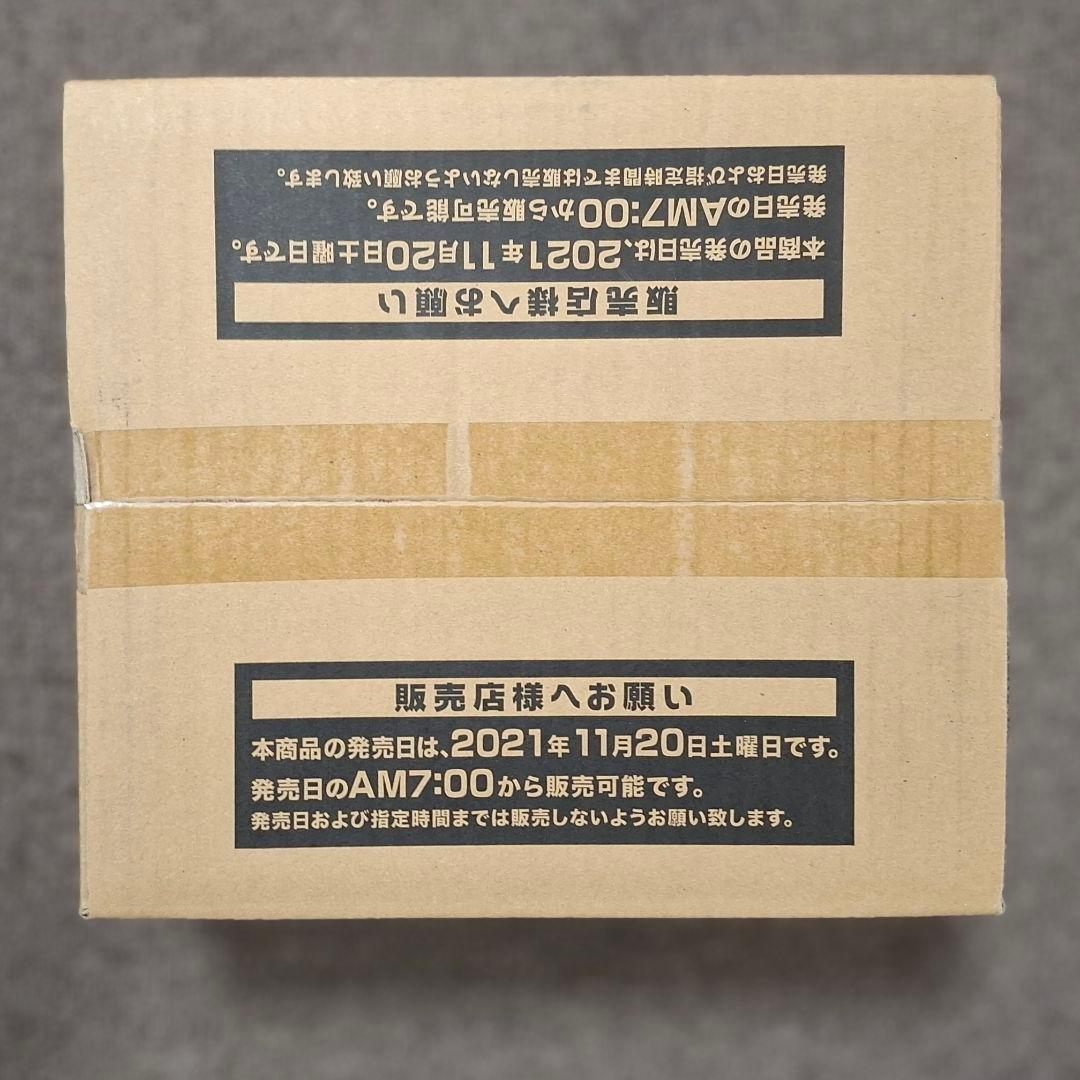 発売日および指定時間までは販売しないようお願い致します。
発売日のAM7:00から販売可能です。
本商品の発売日は、2021年11月20日土曜日です。
販売店様へお願い
販売店様へお願い
本商品の発売日は、2021年11月20日土曜日です。
発売日のAM7:00から販売可能です。
発売日および指定時間までは販売しないようお願い致します。